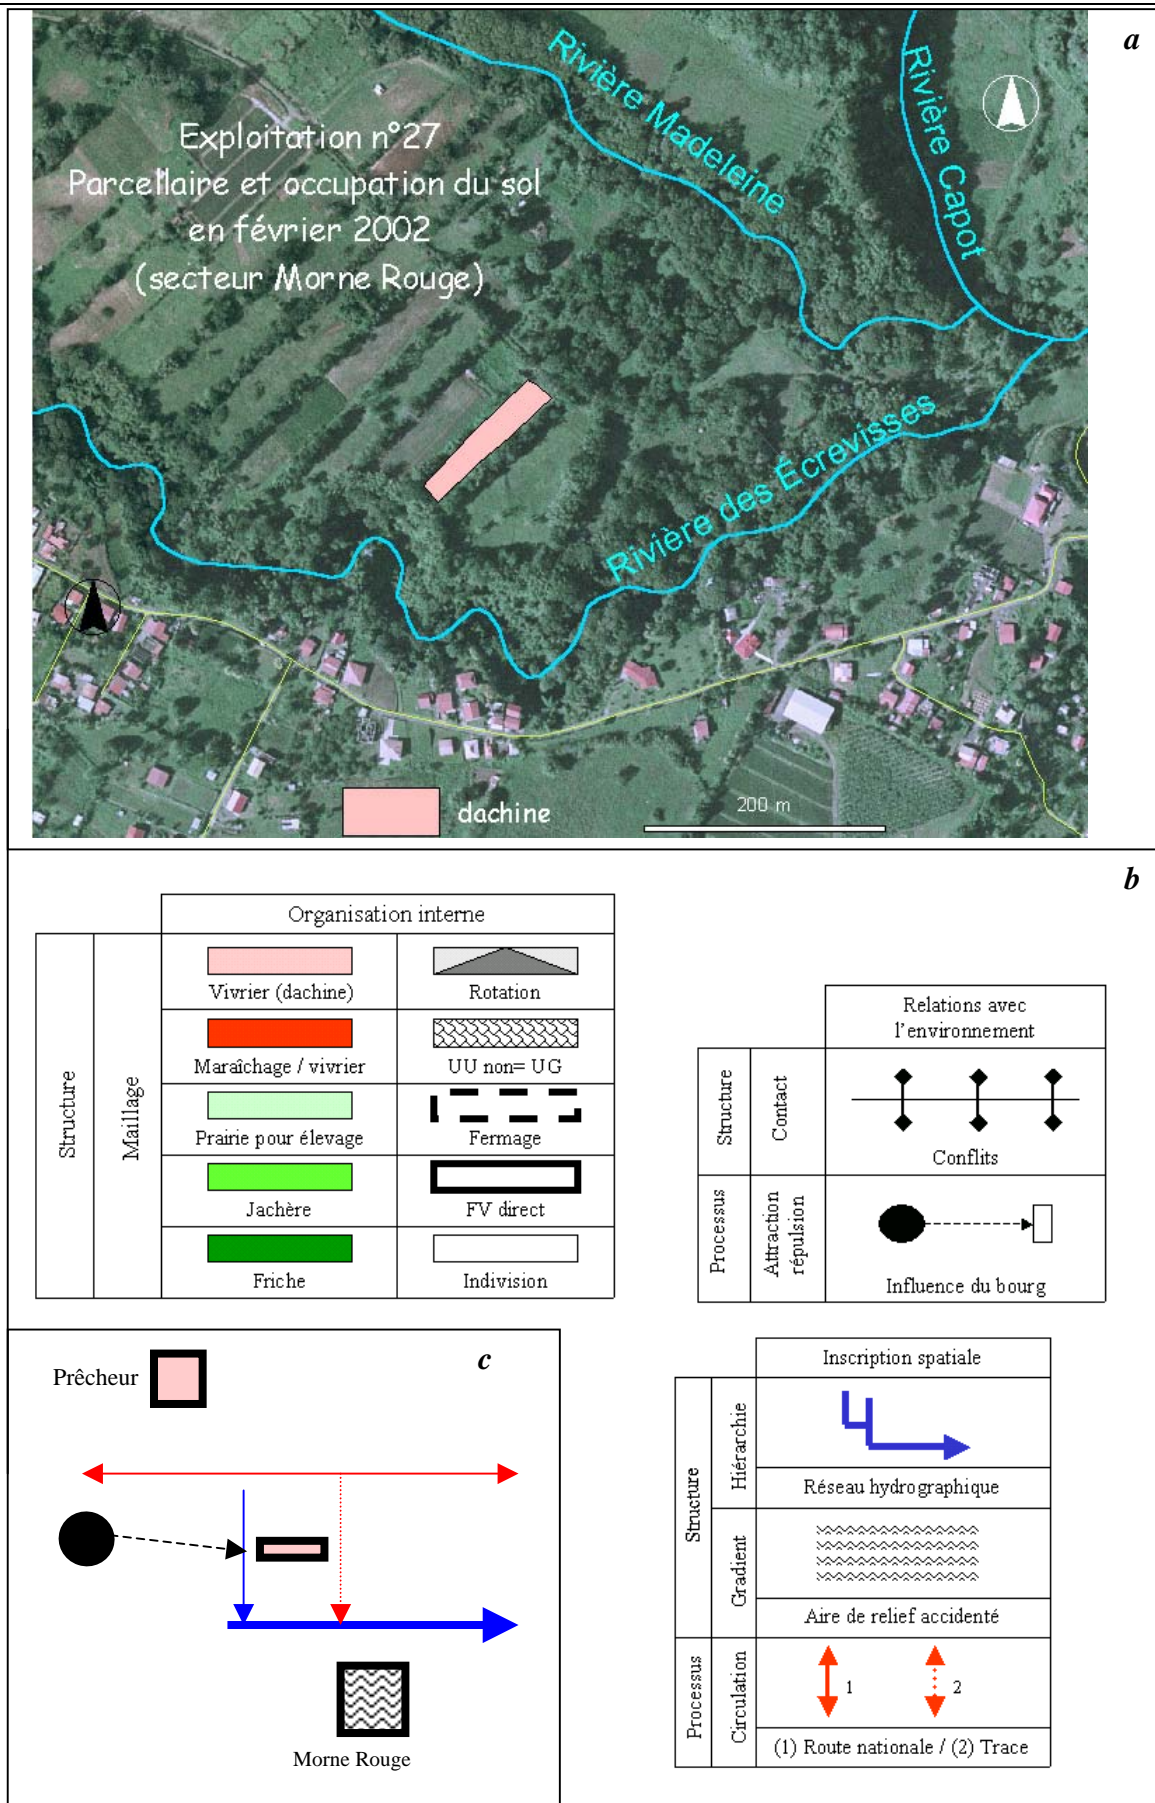 a
Exploitation n°27
Parcellaire et occupation du sol
en février 2002
(secteur Morne Rouge)
Rivière Madeleine
Rivière Capot
Rivière des Écrevisses
dachine
200 m
b
Organisation interne
Structure
Maillage
Vivrier (dachine)
Rotation
Maraîchage / vivrier
UU non= UG
Prairie pour élevage
Fermage
Jachère
FV direct
Friche
Indivision
Relations avec
l'environnement
Structure
Contact
Conflits
Processus
Attraction
répulsion
Influence du bourg
c
Prêcheur
Morne Rouge
Inscription spatiale
Structure
Hiérarchie
Réseau hydrographique
Gradient
Aire de relief accidenté
Processus
Circulation
1
2
(1) Route nationale / (2) Trace